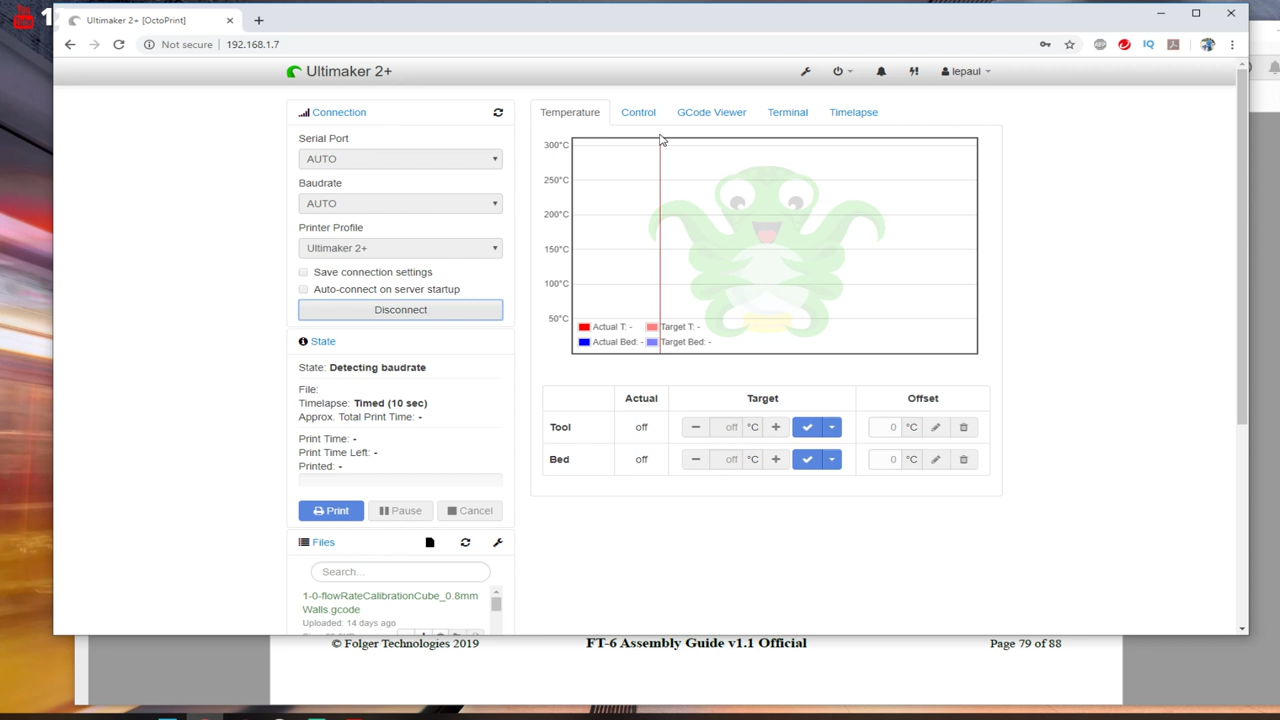 Ultimaker 2+ [OctoPrint]
Not secure
192.168.1.7
IQ
Ultimaker 2+
lepaul
Connection
Serial Port
AUTO
Baudrate
AUTO
Printer Profile
Ultimaker 2+
Save connection settings
Auto-connect on server startup
Disconnect
State
State: Detecting baudrate
File:
Timelapse: Timed (10 sec)
Approx. Total Print Time: -
Print Time: -
Print Time Left: -
Printed: -
Print
Pause
Cancel
Files
Search...
1-0-flowRateCalibrationCube_0.8mm
Walls.gcode
Uploaded: 14 days ago
Temperature
Control
GCode Viewer
Terminal
Timelapse
300°C
250°C
200°C
150°C
100°C
50°C
Actual T: -
Target T: -
Actual Bed: -
Target Bed: -
Actual
Target
Offset
Tool
off
off
°C
0
°C
Bed
off
off
°C
0
°C
© Folger Technologies 2019
FT-6 Assembly Guide v1.1 Official
Page 79 of 88